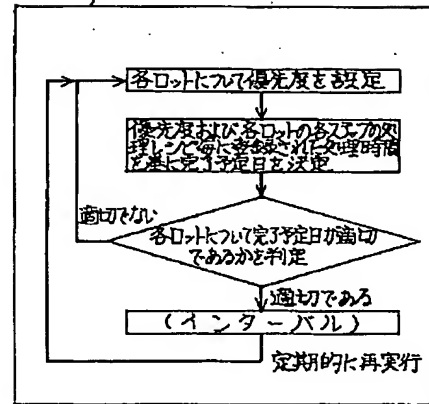 各ロットについて優先度を設定
優先度および各ロットの各ステップの処
理レシピ毎に登録された処理時間
を基に完了予定日を決定
適切でない
各ロットについて完了予定日が適切
であるかを判定
適切である
(インターバル)
定期的に再実行